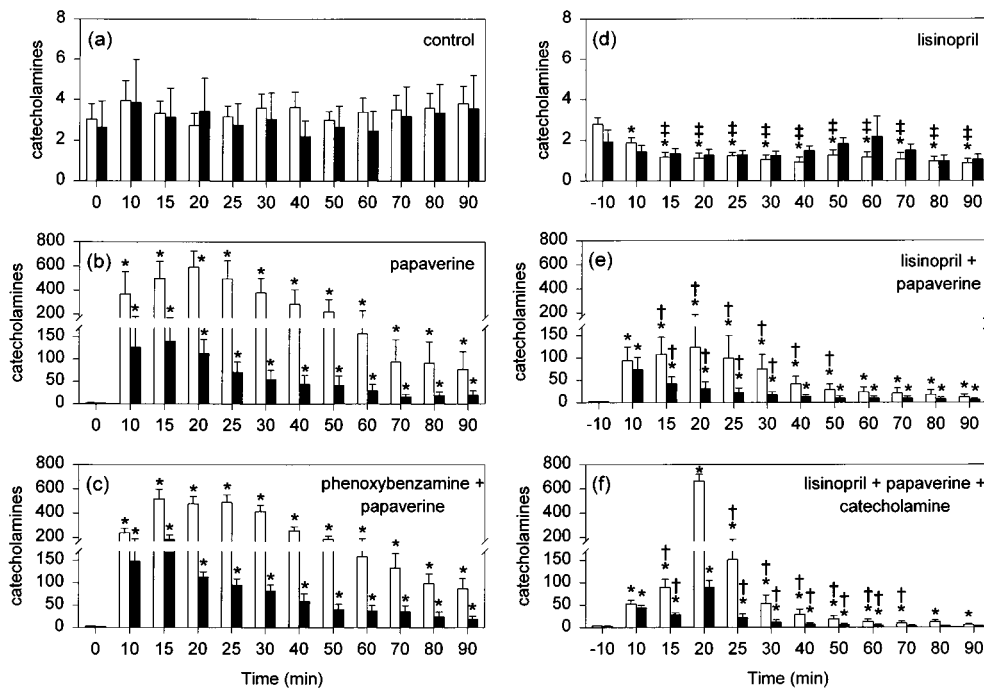 (a) control
catecholamines
8
6
4
2
0
0 10 15 20 25 30 40 50 60 70 80 90
(b) papaverine
catecholamines
800
600
400
200
150
100
50
0
* * * * * * * * * * *
* * * * * * * * * * *
0 10 15 20 25 30 40 50 60 70 80 90
(c) phenoxybenzamine +
papaverine
catecholamines
800
600
400
200
150
100
50
0
* * * * * * * * * * *
* * * * * * * * * * *
0 10 15 20 25 30 40 50 60 70 80 90
Time (min)
(d) lisinopril
catecholamines
8
6
4
2
0
‡ ‡ ‡ ‡ ‡ ‡ ‡ ‡ ‡ ‡
* * * * * * * * * * *
-10 10 15 20 25 30 40 50 60 70 80 90
(e) lisinopril +
papaverine
catecholamines
800
600
400
200
150
100
50
0
† † † † † †
* * * * * * * * * * *
† † † †
* * * * * * * * * * *
-10 10 15 20 25 30 40 50 60 70 80 90
(f) lisinopril + papaverine +
catecholamine
catecholamines
800
600
400
200
150
100
50
0
† † † † † † †
* * * * * * * * * * *
† † † † † †
* * * * * * * *
-10 10 15 20 25 30 40 50 60 70 80 90
Time (min)